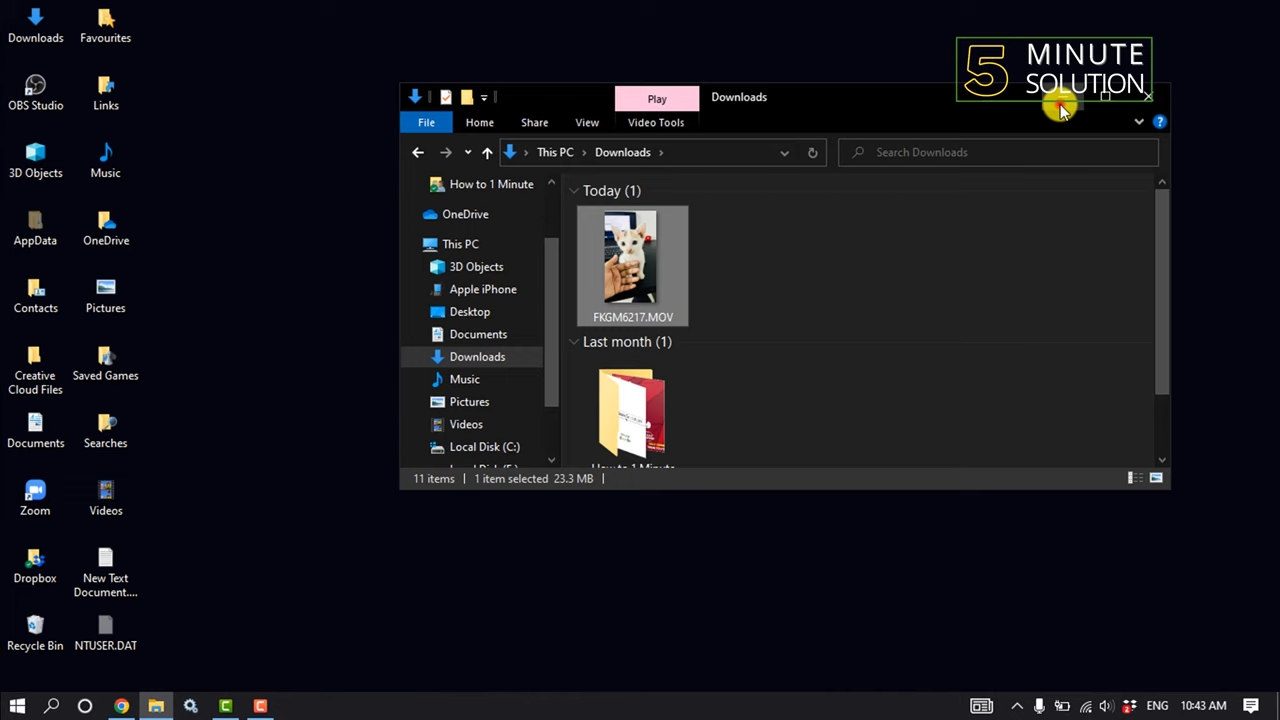 Downloads
Favourites
OBS Studio
Links
3D Objects
Music
AppData
OneDrive
Contacts
Pictures
Creative
Cloud Files
Saved Games
Documents
Searches
Zoom
Videos
Dropbox
New Text
Document....
Recycle Bin
NTUSER.DAT
5 MINUTE
SOLUTION
Play
Downloads
File
Home
Share
View
Video Tools
This PC
Downloads
Search Downloads
How to 1 Minute
OneDrive
This PC
3D Objects
Apple iPhone
Desktop
Documents
Downloads
Music
Pictures
Videos
Local Disk (C:)
Today (1)
FKGM6217.MOV
Last month (1)
How to 1 Minute
11 items
1 item selected 23.3 MB
ENG
10:43 AM